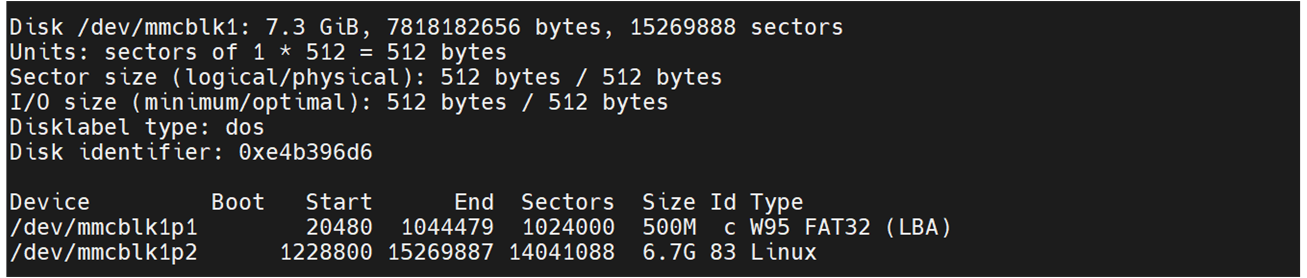 Disk /dev/mmcblk1: 7.3 GiB, 7818182656 bytes, 15269888 sectors
Units: sectors of 1 * 512 = 512 bytes
Sector size (logical/physical): 512 bytes / 512 bytes
I/O size (minimum/optimal): 512 bytes / 512 bytes
Disklabel type: dos
Disk identifier: 0xe4b396d6

Device         Boot   Start      End  Sectors  Size Id Type
/dev/mmcblk1p1        20480  1044479  1024000  500M  c W95 FAT32 (LBA)
/dev/mmcblk1p2      1228800 15269887 14041088  6.7G 83 Linux